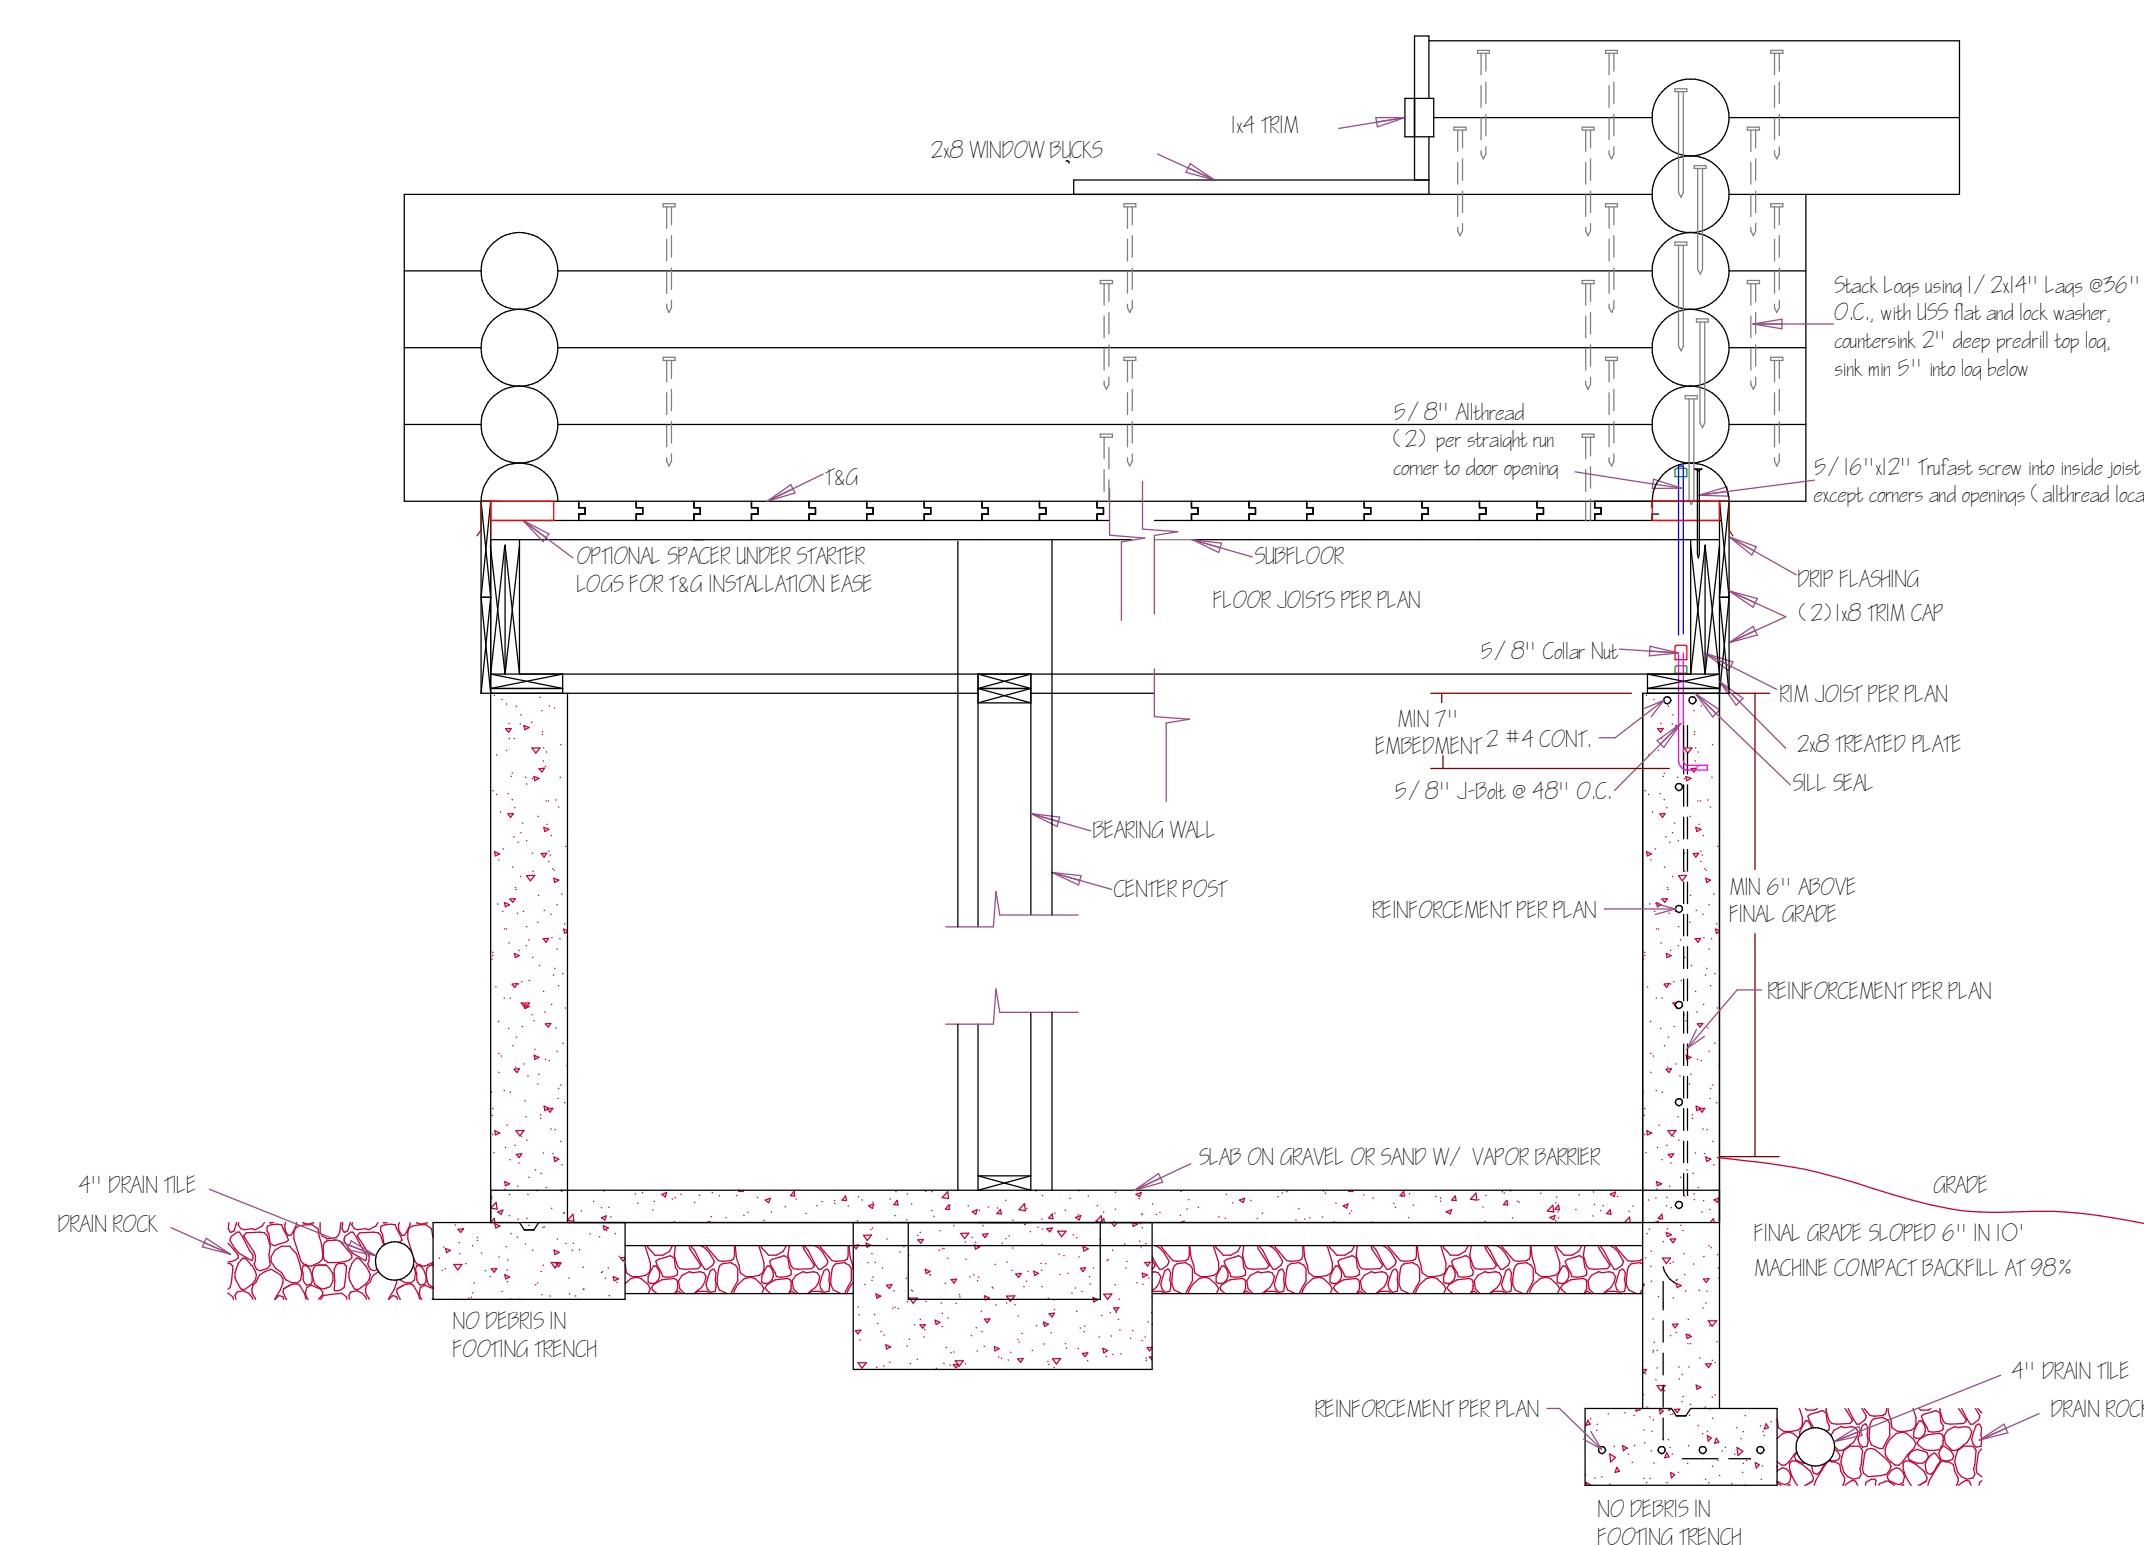 1x4 TRIM
2x8 WINDOW BUCKS
Stack Logs using 1/2x14" Lags @36"
O.C., with USS flat and lock washer,
countersink 2" deep predrill top log,
sink min 5" into log below
5/8" Allthread
(2) per straight run
corner to door opening
5/16"x12" Trufast screw into inside joist
except corners and openings (allthread loca
T&G
OPTIONAL SPACER UNDER STARTER
LOGS FOR T&G INSTALLATION EASE
SUBFLOOR
FLOOR JOISTS PER PLAN
DRIP FLASHING
(2)1x8 TRIM CAP
5/8" Collar Nut
RIM JOIST PER PLAN
MIN 7"
EMBEDMENT
2 #4 CONT.
2x8 TREATED PLATE
SILL SEAL
5/8" J-Bolt @ 48" O.C.
BEARING WALL
CENTER POST
MIN 6" ABOVE
FINAL GRADE
REINFORCEMENT PER PLAN
REINFORCEMENT PER PLAN
SLAB ON GRAVEL OR SAND W/ VAPOR BARRIER
4" DRAIN TILE
DRAIN ROCK
GRADE
FINAL GRADE SLOPED 6" IN 10'
MACHINE COMPACT BACKFILL AT 98%
NO DEBRIS IN
FOOTING TRENCH
4" DRAIN TILE
REINFORCEMENT PER PLAN
DRAIN ROCK
NO DEBRIS IN
FOOTING TRENCH